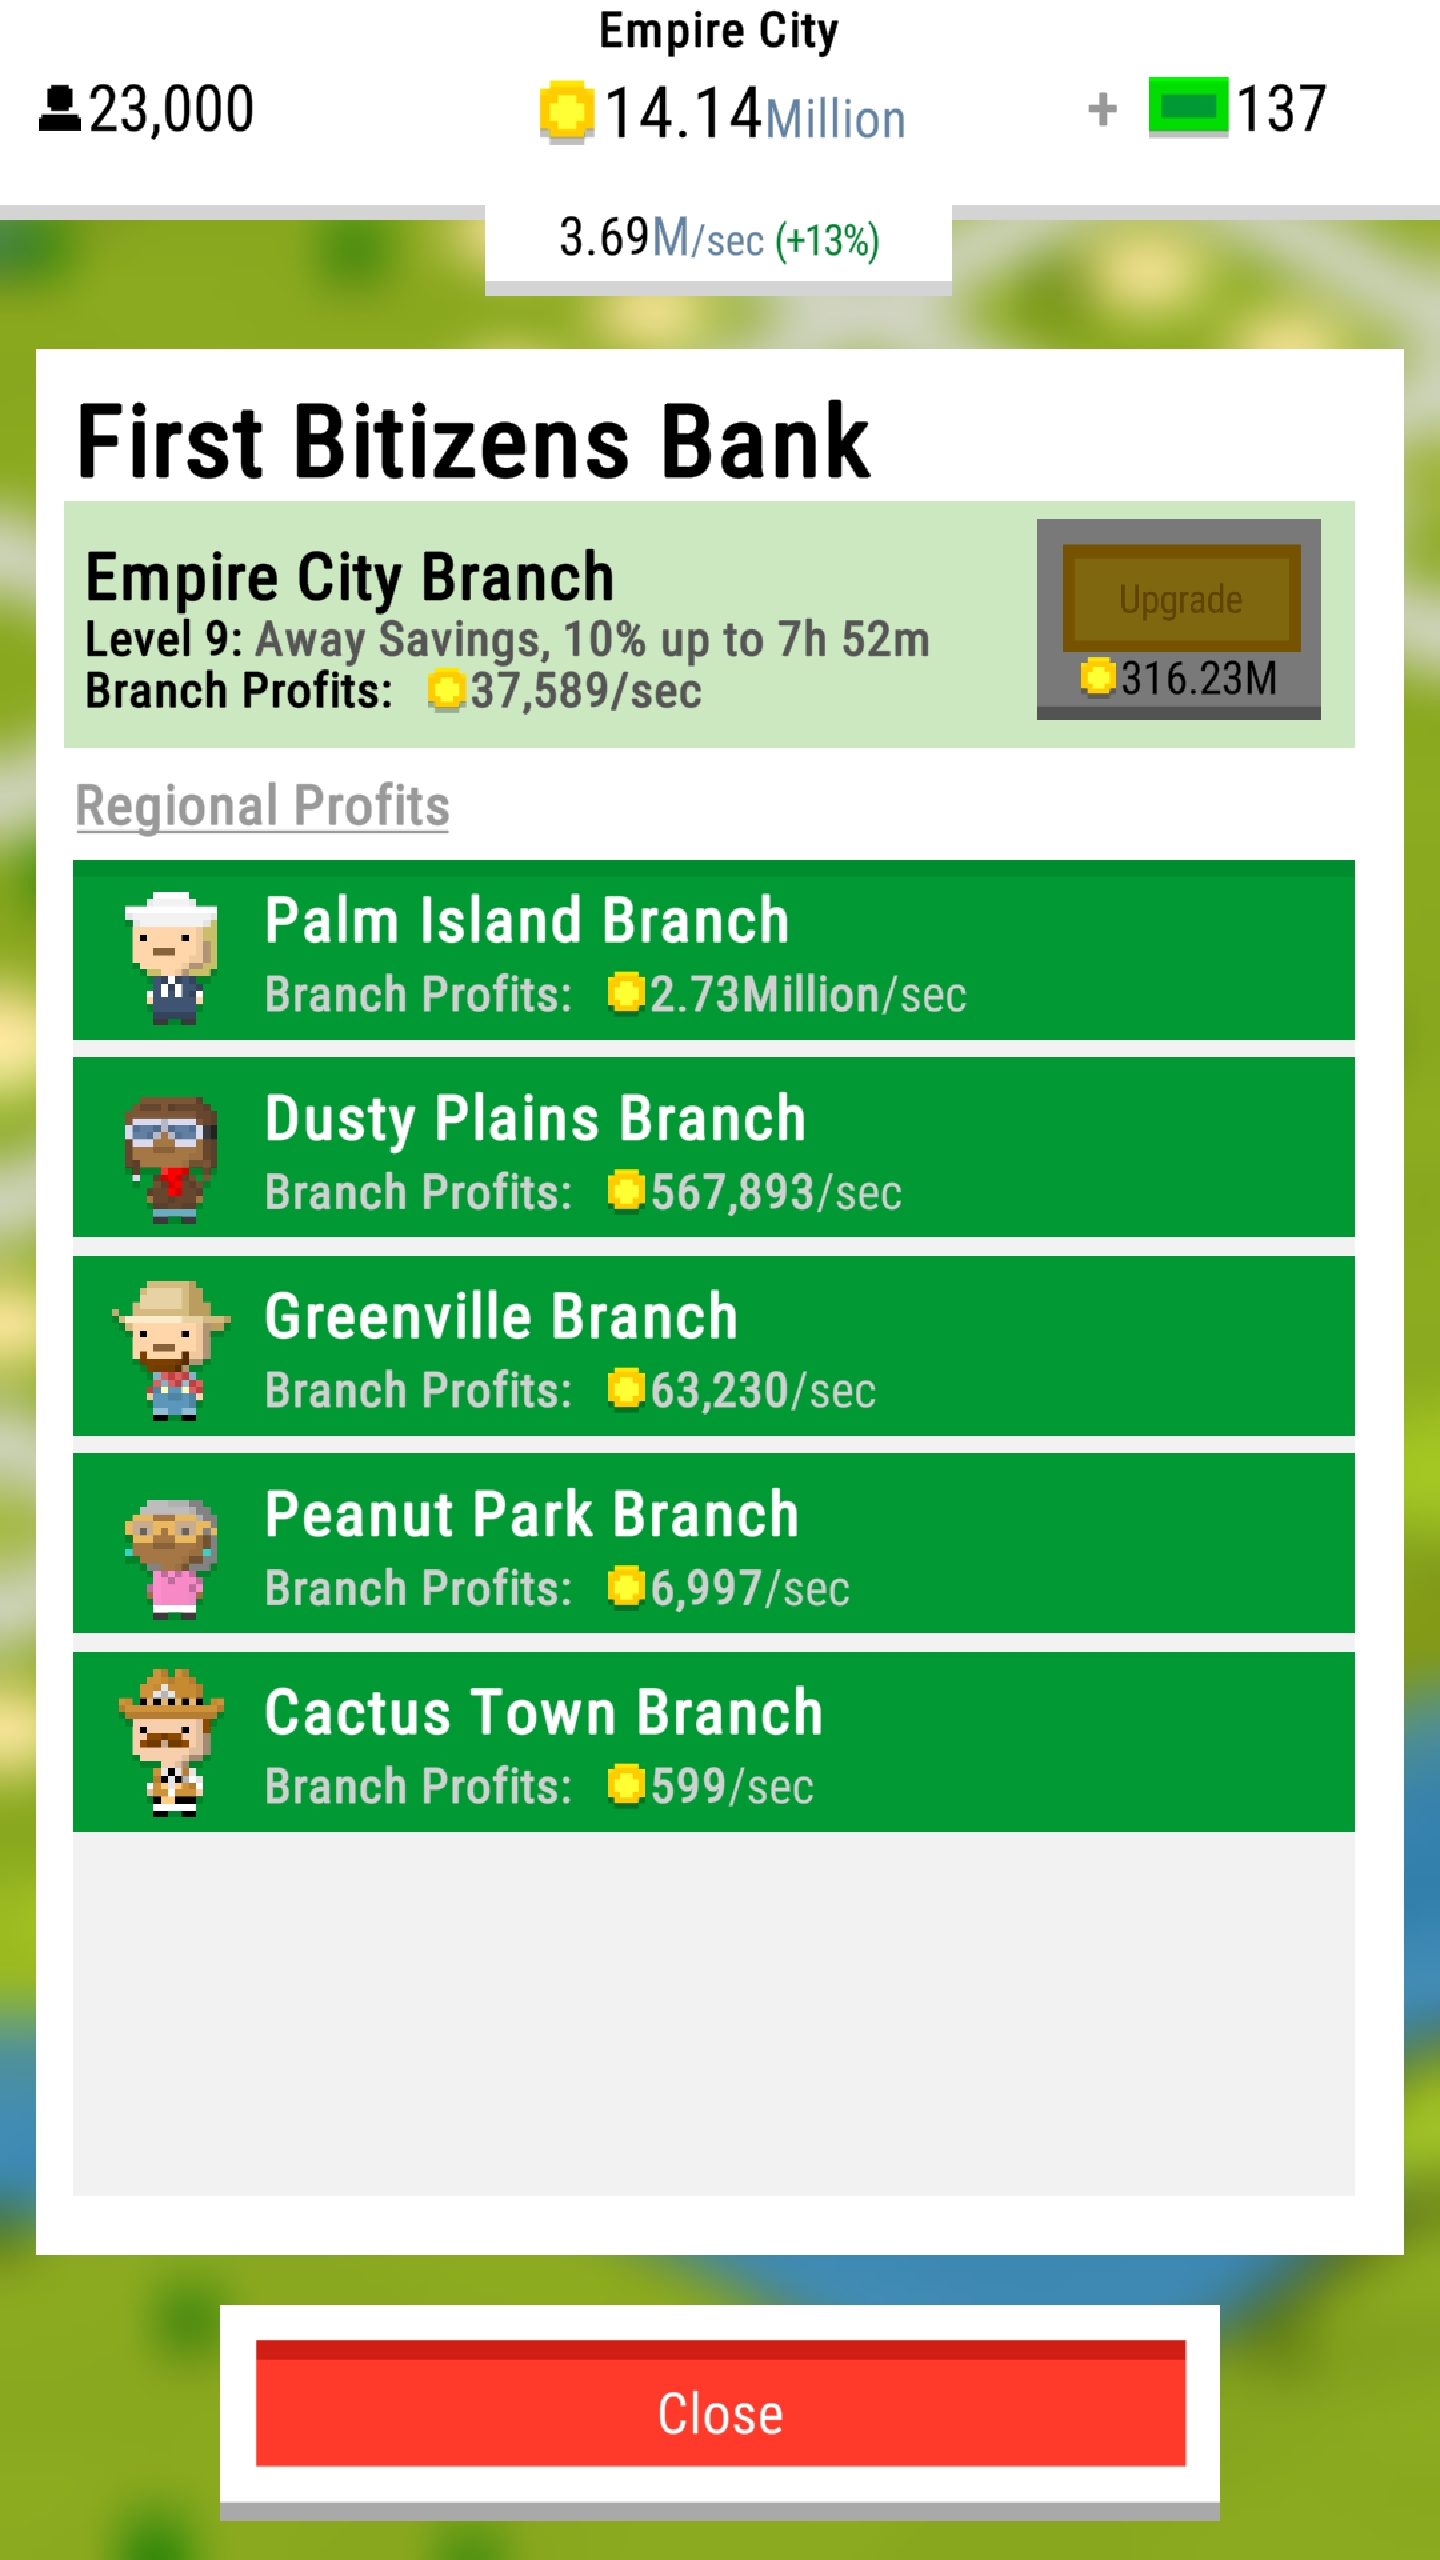 Empire City
23,000
14.14Million
+ 137
3.69M/sec (+13%)
First Bitizens Bank
Empire City Branch
Level 9: Away Savings, 10% up to 7h 52m
Branch Profits: 37,589/sec
Upgrade
316.23M
Regional Profits
Palm Island Branch
Branch Profits: 2.73Million/sec
Dusty Plains Branch
Branch Profits: 567,893/sec
Greenville Branch
Branch Profits: 63,230/sec
Peanut Park Branch
Branch Profits: 6,997/sec
Cactus Town Branch
Branch Profits: 599/sec
Close